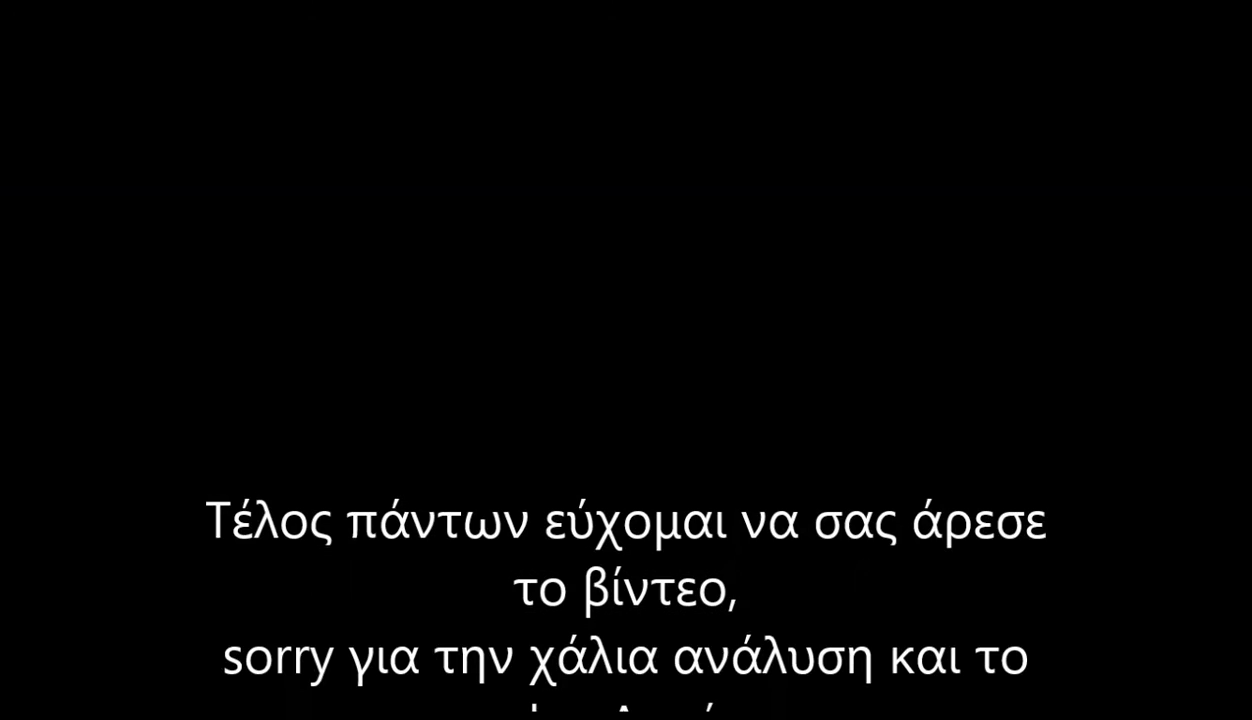 Τέλος πάντων εύχομαι να σας άρεσε
το βίντεο,
sorry για την χάλια ανάλυση και το